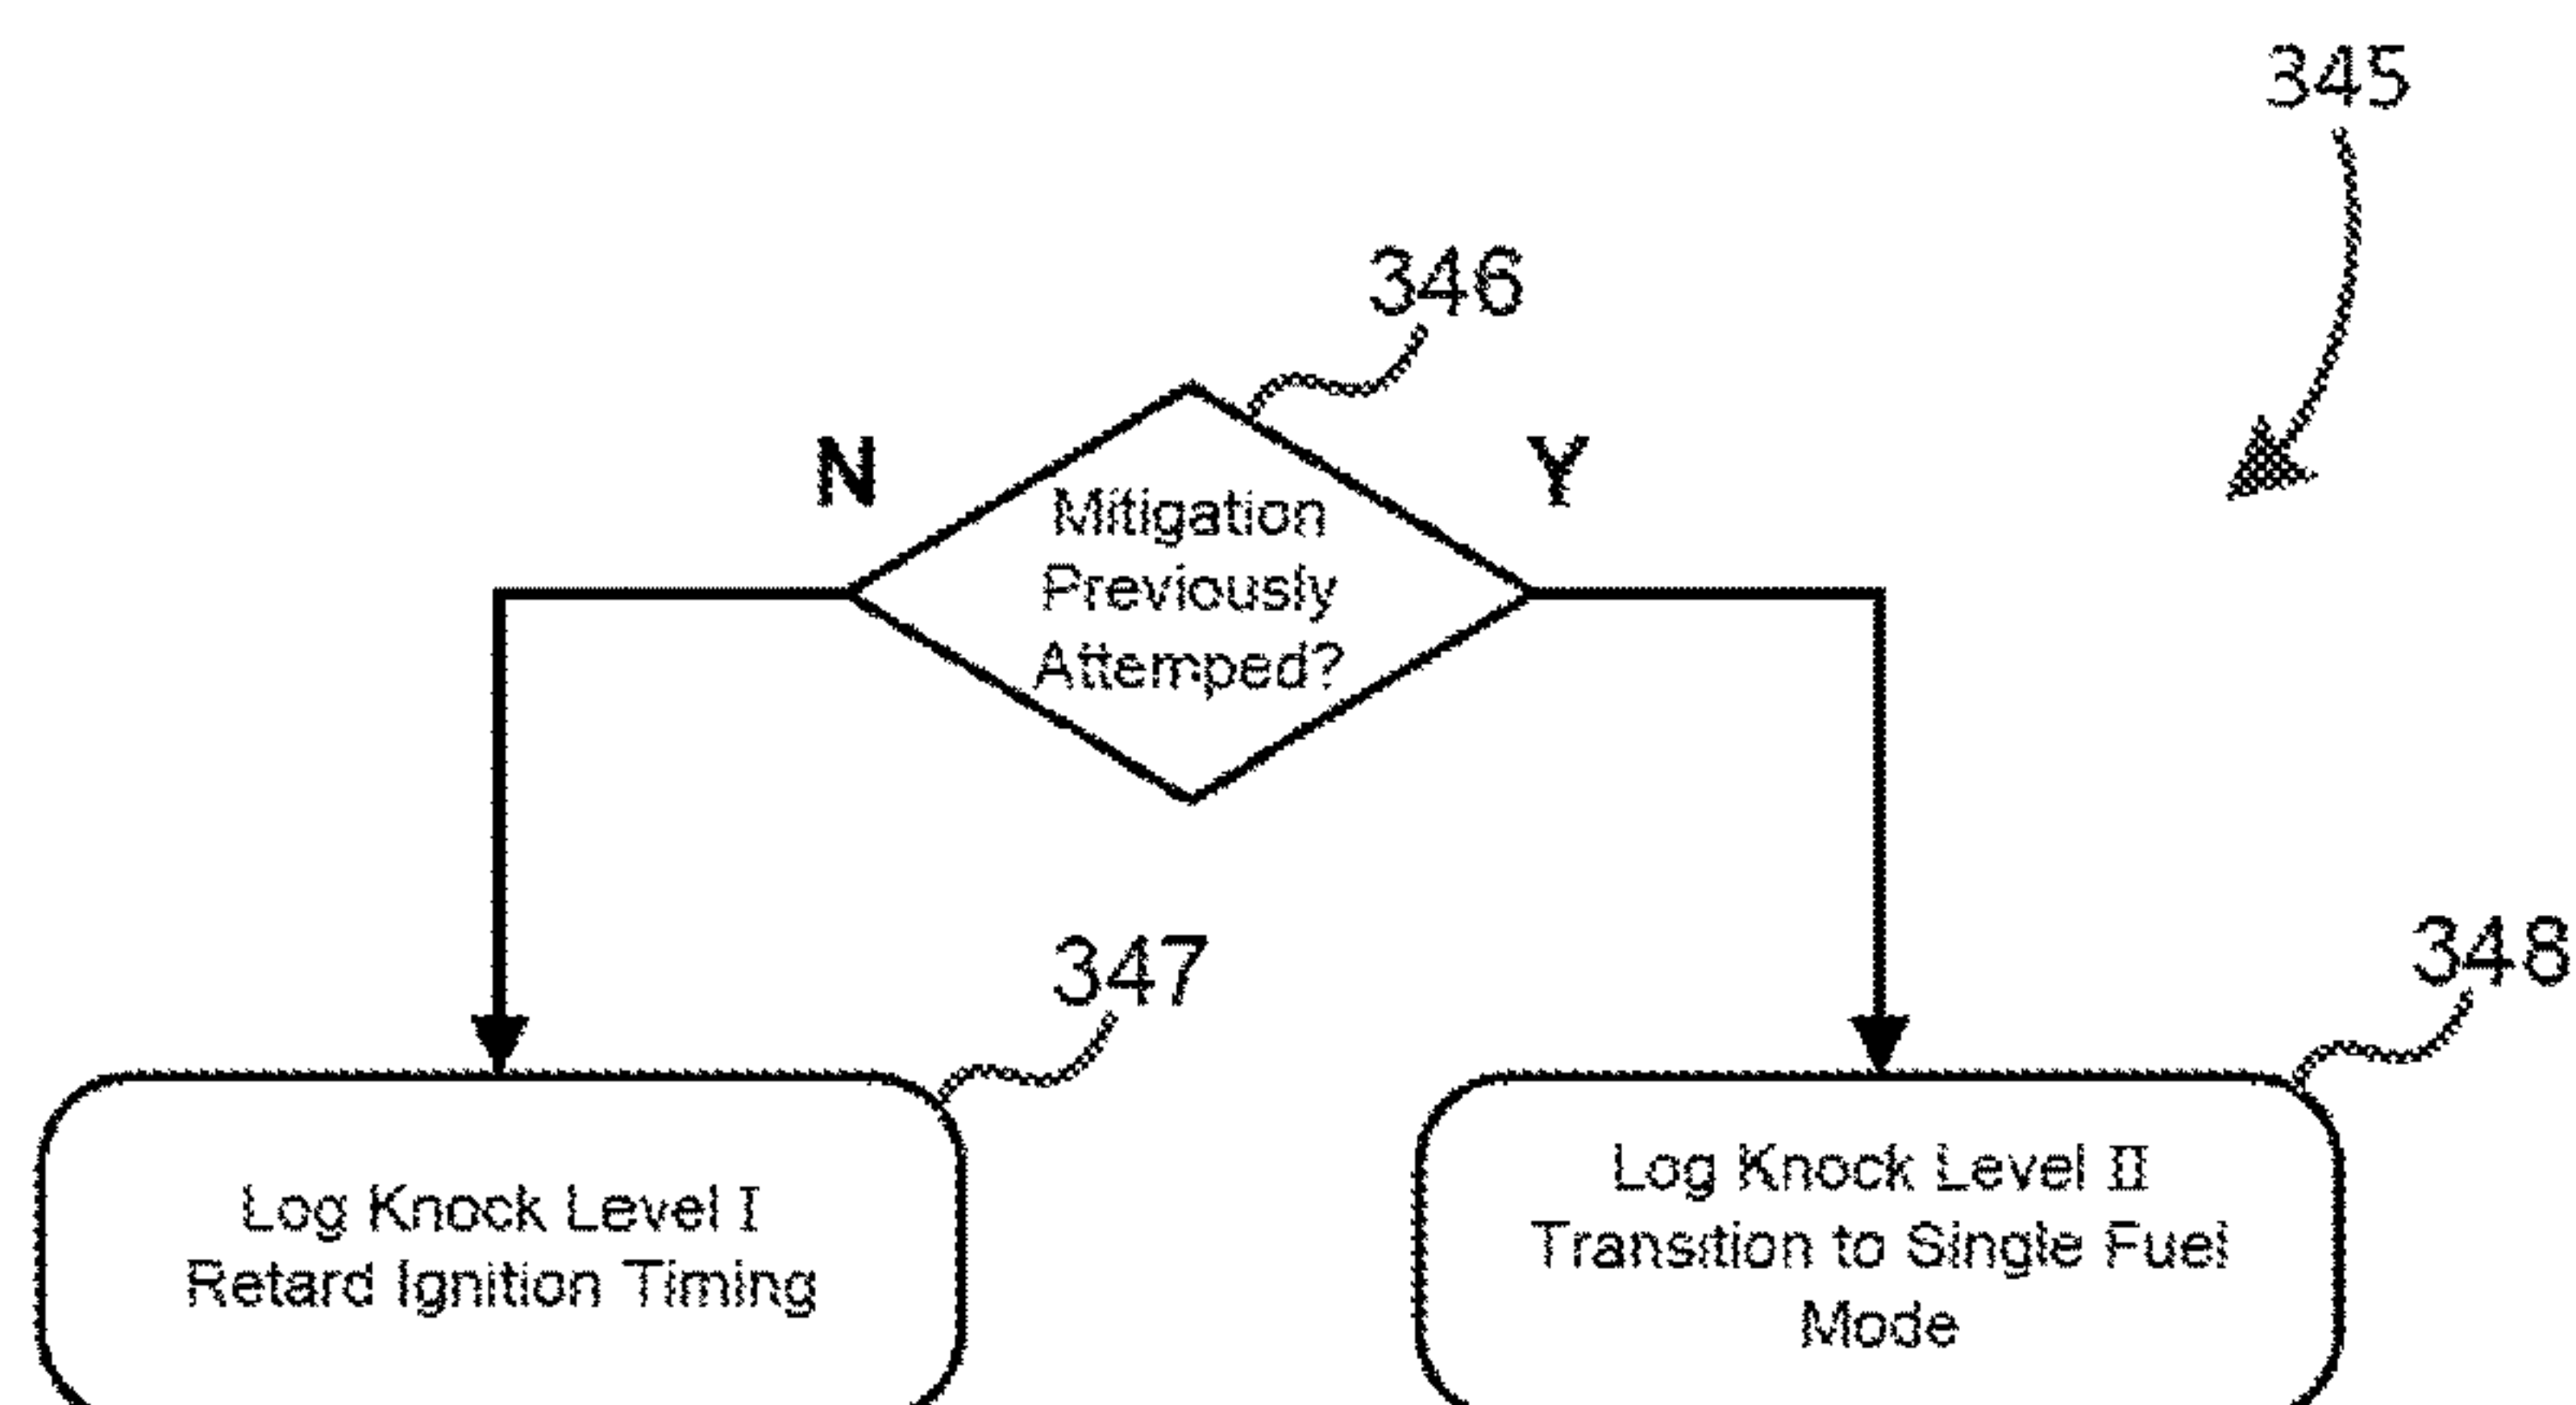 345
346
N
Y
Mitigation
Previously
Attemped?
347
348
Log Knock Level I
Retard Ignition Timing
Log Knock Level II
Transition to Single Fuel
Mode